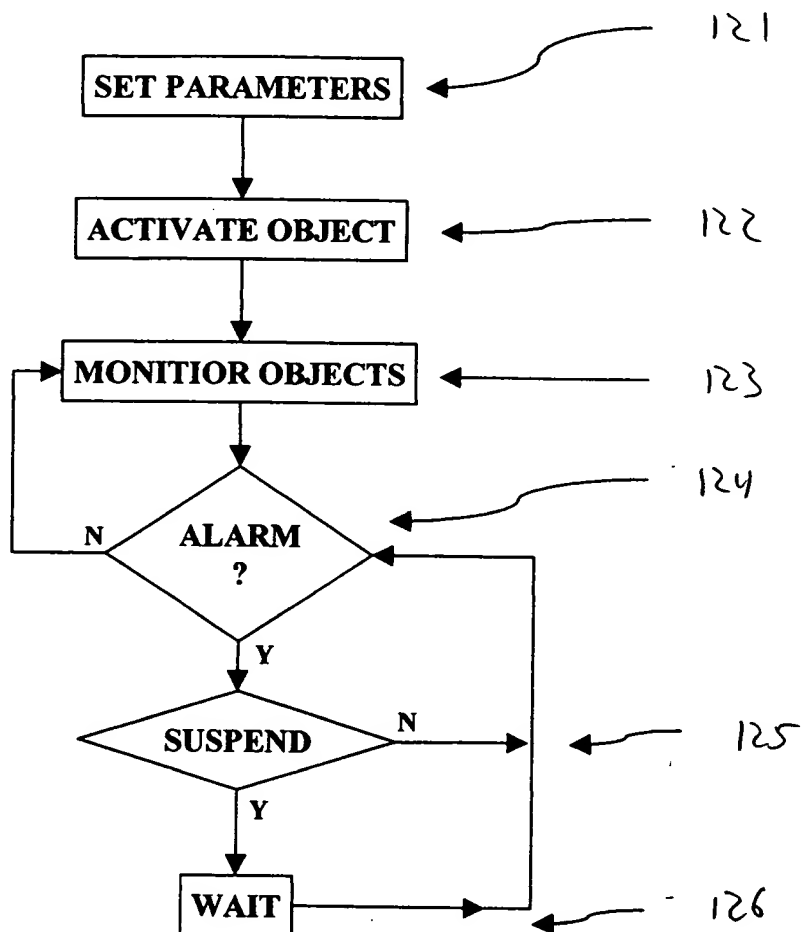 121
SET PARAMETERS
ACTIVATE OBJECT
122
MONITIOR OBJECTS
123
124
N
ALARM
?
Y
SUSPEND
N
125
Y
WAIT
126